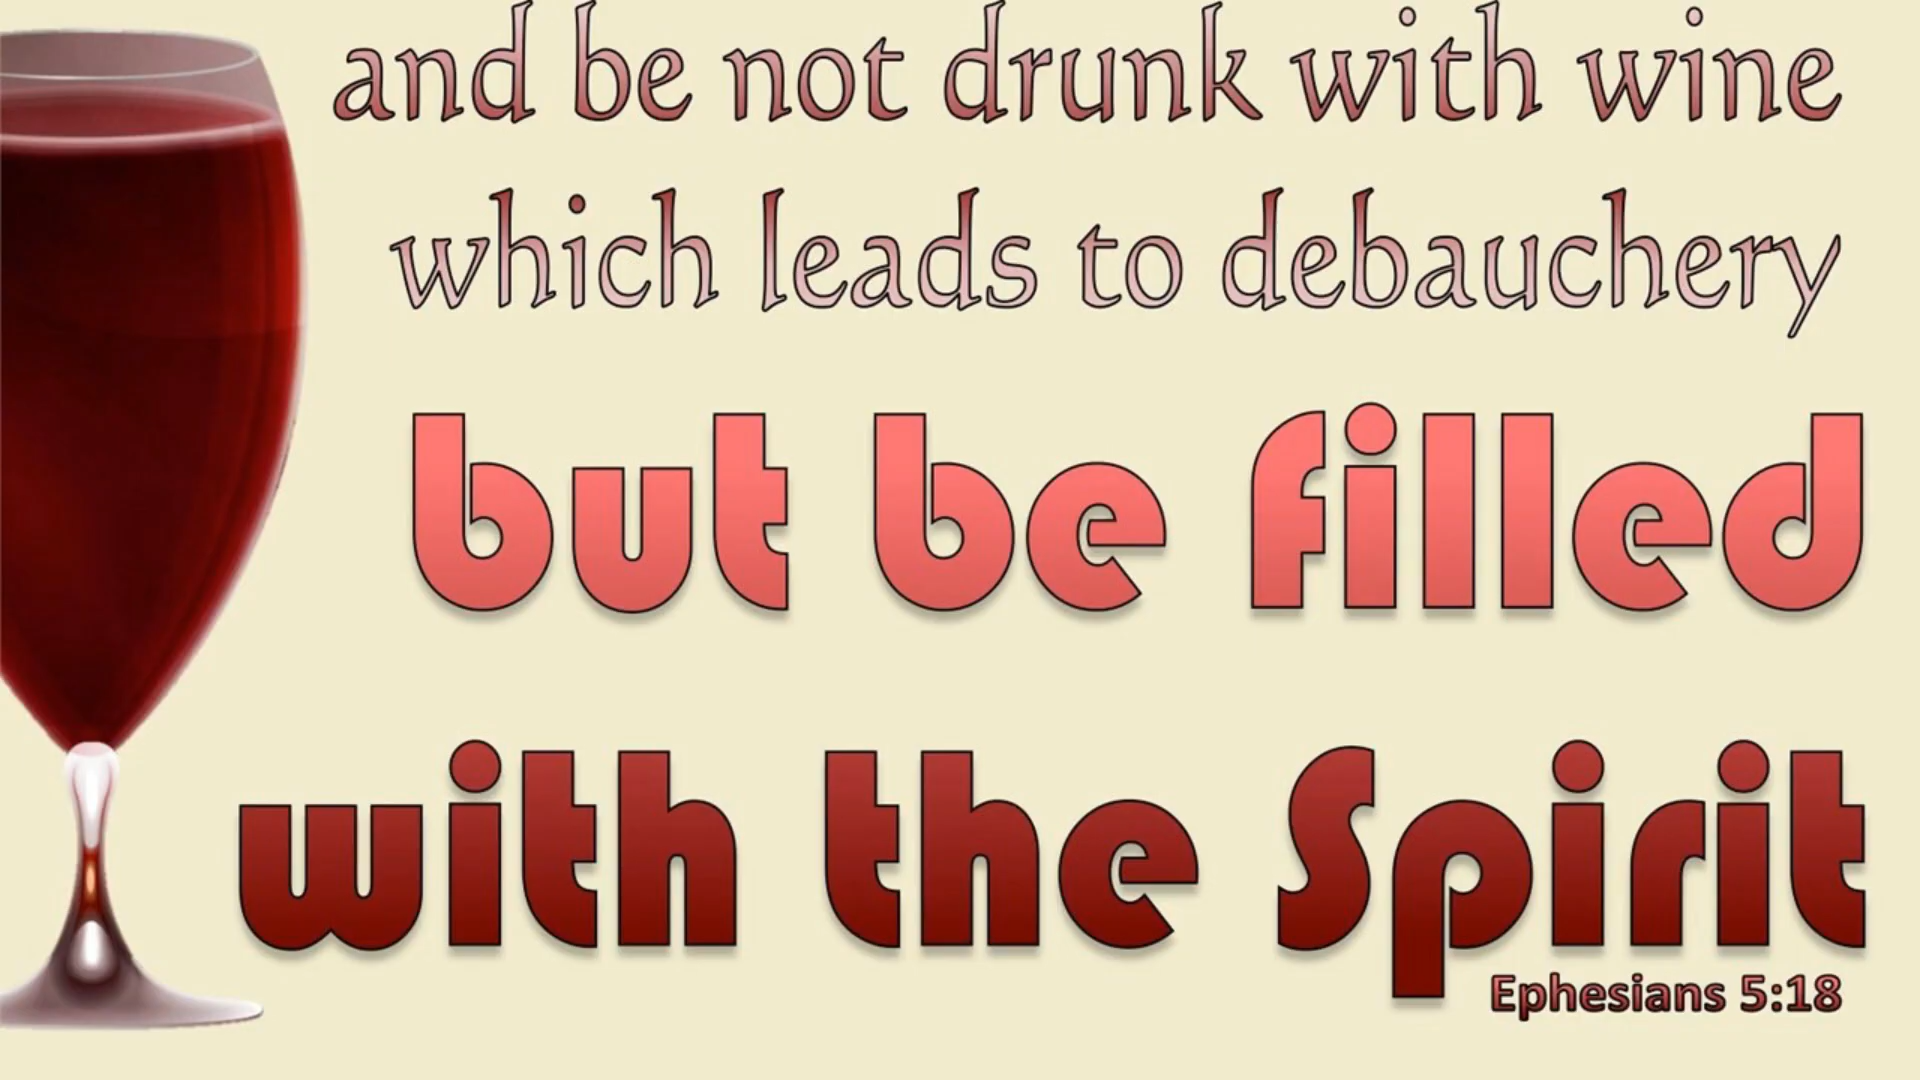 and be not drunk with wine
which leads to debauchery
but be filled
with the Spirit
Ephesians 5:18